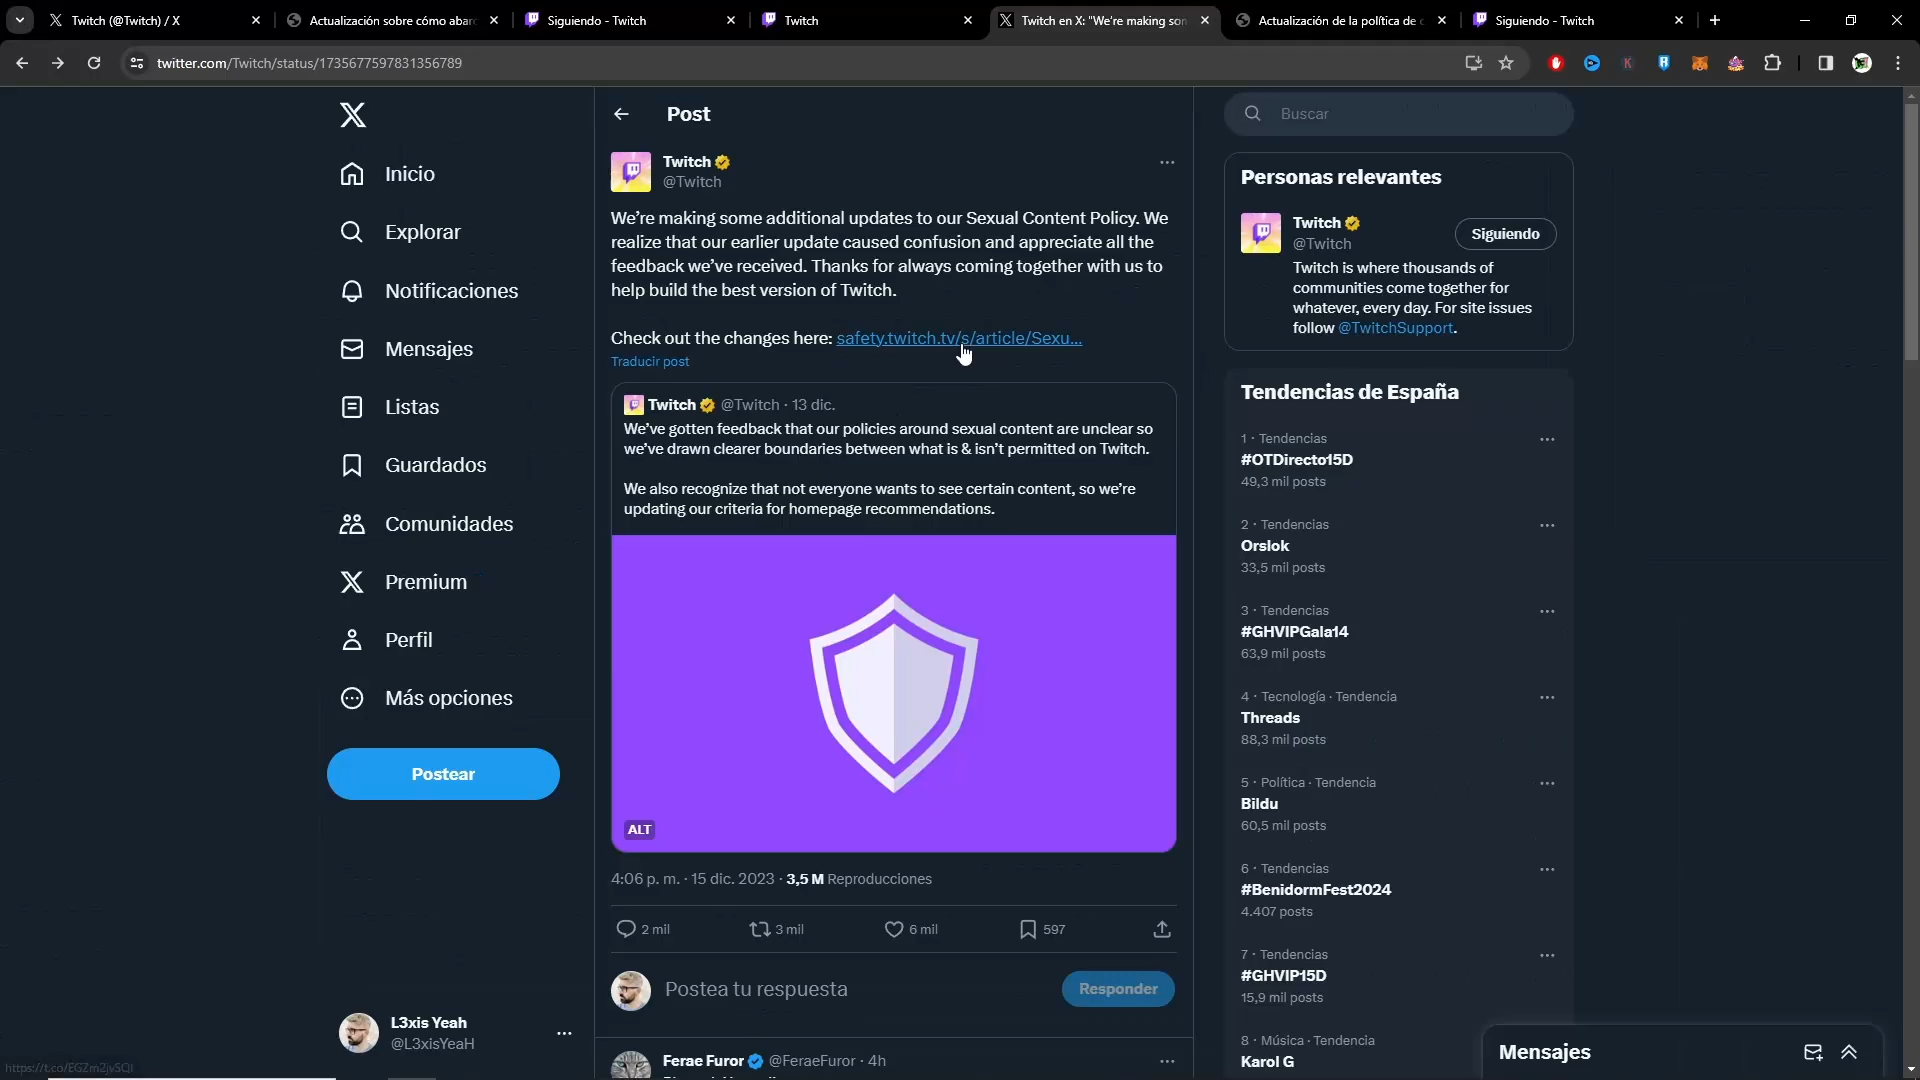 Twitch (@Twitch) / X
Actualización sobre cómo abar
Siguiendo - Twitch
Twitch
Twitch en X: "We're making son
Actualización de la política de c
Siguiendo - Twitch
twitter.com/Twitch/status/1735677597831356789
Post
Buscar
Inicio
Explorar
Notificaciones
Mensajes
Listas
Guardados
Comunidades
Premium
Perfil
Más opciones
Postear
L3xis Yeah
@L3xisYeaH
https://t.co/EGZm2jvSQI
Twitch
@Twitch
We're making some additional updates to our Sexual Content Policy. We
realize that our earlier update caused confusion and appreciate all the
feedback we've received. Thanks for always coming together with us to
help build the best version of Twitch.
Check out the changes here: safety.twitch.tv/s/article/Sexu...
Traducir post
Twitch @Twitch · 13 dic.
We've gotten feedback that our policies around sexual content are unclear so
we've drawn clearer boundaries between what is & isn't permitted on Twitch.
We also recognize that not everyone wants to see certain content, so we're
updating our criteria for homepage recommendations.
ALT
4:06 p. m. · 15 dic. 2023 · 3,5 M Reproducciones
2 mil
3 mil
6 mil
597
Postea tu respuesta
Responder
Ferae Furor @FeraeFuror · 4h
Personas relevantes
Twitch
@Twitch
Siguiendo
Twitch is where thousands of
communities come together for
whatever, every day. For site issues
follow @TwitchSupport.
Tendencias de España
1 · Tendencias
#OTDirecto15D
49,3 mil posts
2 · Tendencias
Orslok
33,5 mil posts
3 · Tendencias
#GHVIPGala14
63,9 mil posts
4 · Tecnología · Tendencia
Threads
88,3 mil posts
5 · Política · Tendencia
Bildu
60,5 mil posts
6 · Tendencias
#BenidormFest2024
4.407 posts
7 · Tendencias
#GHVIP15D
15,9 mil posts
8 · Música · Tendencia
Karol G
Mensajes